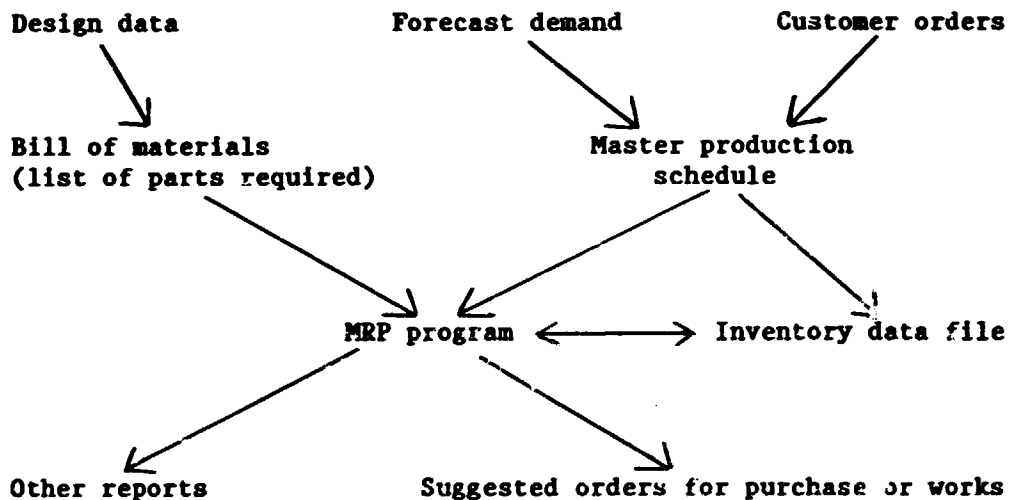 Design data
Forecast demand
Customer orders
Bill of materials
(list of parts required)
Master production
schedule
MRP program
Inventory data file
Other reports
Suggested orders for purchase or works